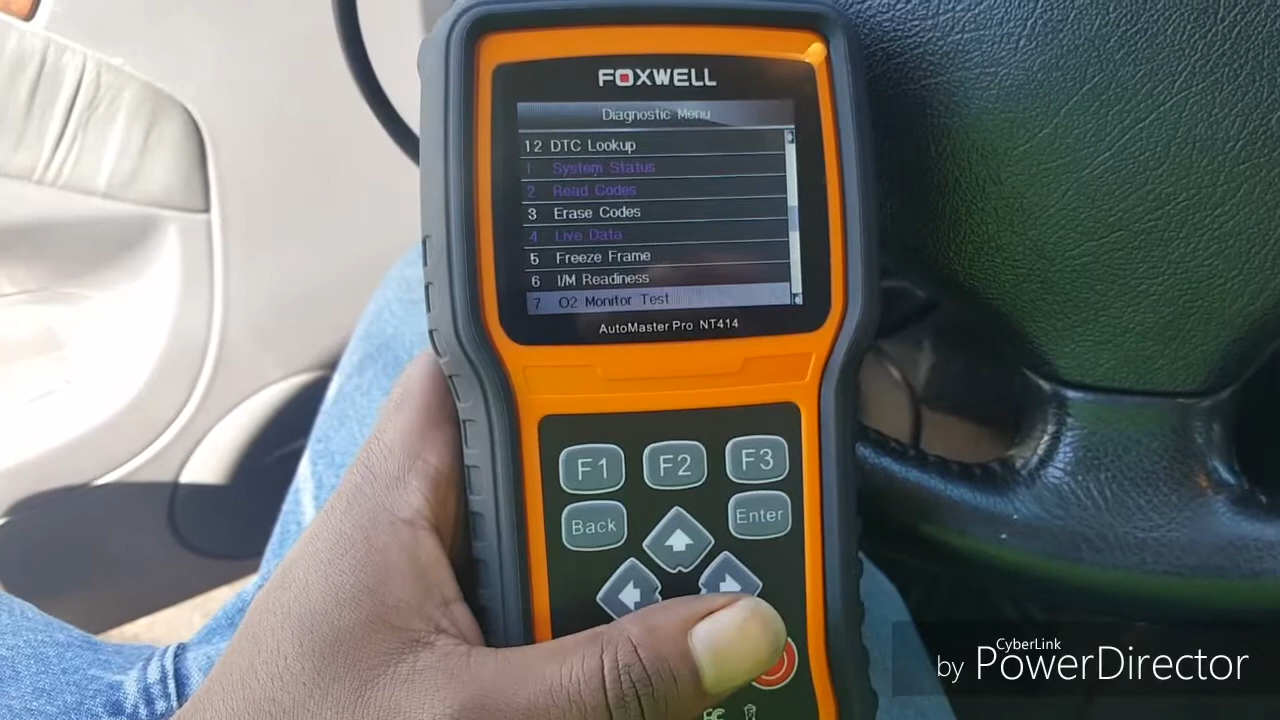 FOXWELL
Diagnostic Menu
12 DTC Lookup
1 System Status
2 Read Codes
3 Erase Codes
4 Live Data
5 Freeze Frame
6 I/M Readiness
7 O2 Monitor Test
AutoMaster Pro NT414
F1 F2 F3
Back Enter
CyberLink
by PowerDirector
FC